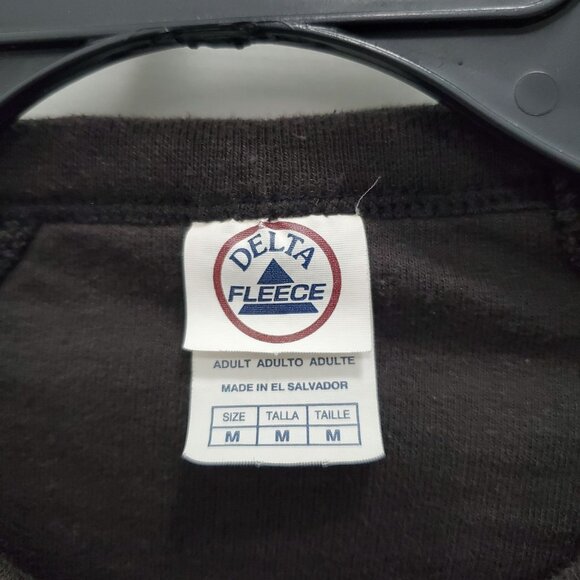 DELTA
FLEECE
ADULT ADULTO ADULTE
MADE IN EL SALVADOR
SIZE TALLA TAILLE
M M M